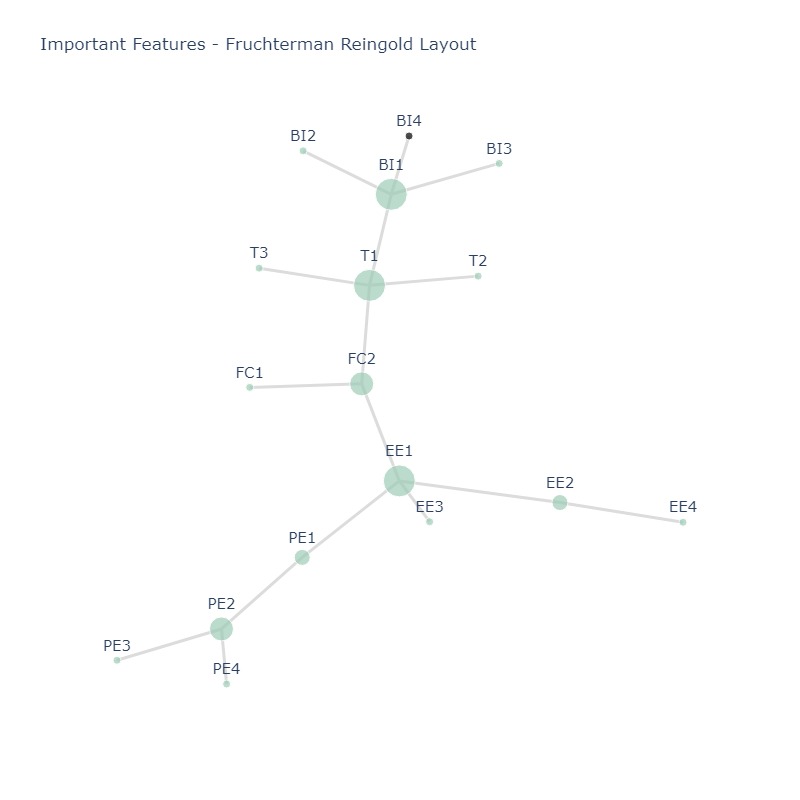 Important Features - Fruchterman Reingold Layout
BI4
BI2
BI3
BI1
T3
T1
T2
FC2
FC1
EE1
EE2
EE3
EE4
PE1
PE2
PE3
PE4